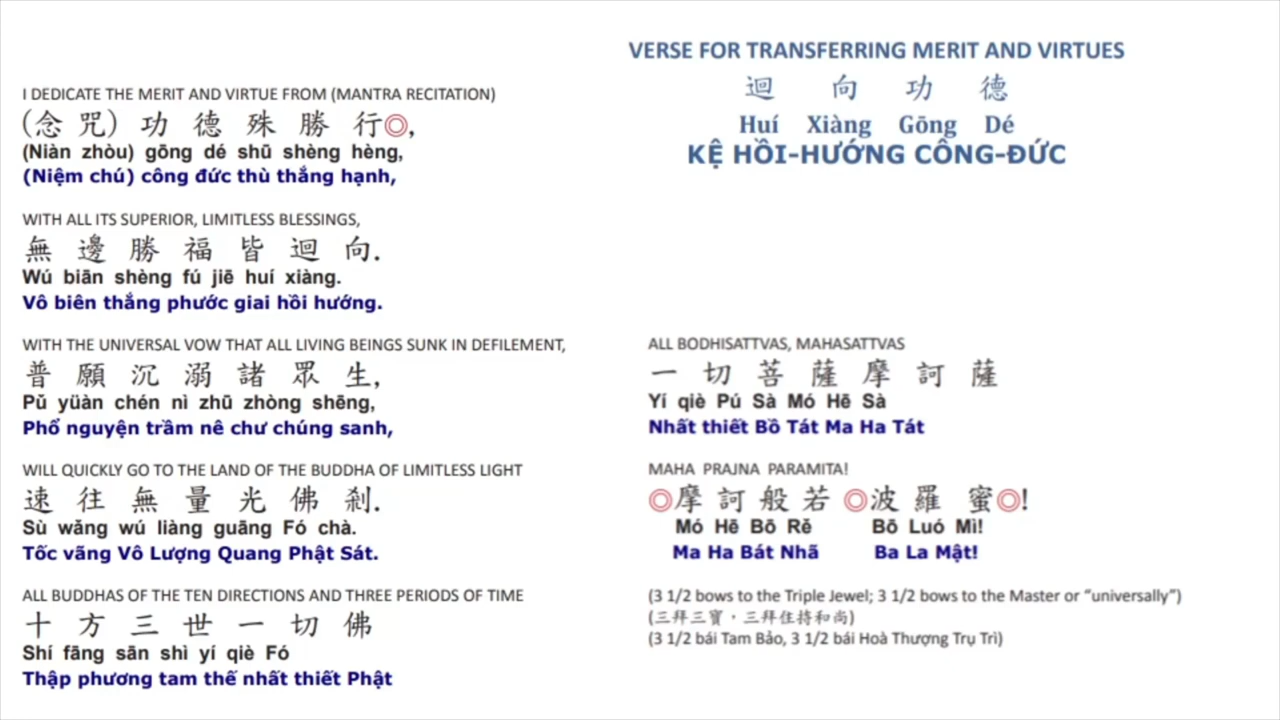 VERSE FOR TRANSFERRING MERIT AND VIRTUES
迴 向 功 德
Huí Xiàng Gōng Dé
KỆ HỒI-HƯỚNG CÔNG-ĐỨC
I DEDICATE THE MERIT AND VIRTUE FROM (MANTRA RECITATION)
(念 咒) 功 德 殊 勝 行◎,
(Niàn zhòu) gōng dé shū shèng hèng,
(Niệm chú) công đức thù thắng hạnh,
WITH ALL ITS SUPERIOR, LIMITLESS BLESSINGS,
無 邊 勝 福 皆 迴 向.
Wú biān shèng fú jiē huí xiàng.
Vô biên thắng phước giai hồi hướng.
WITH THE UNIVERSAL VOW THAT ALL LIVING BEINGS SUNK IN DEFILEMENT,
普 願 沉 溺 諸 眾 生,
Pǔ yüàn chén nì zhū zhòng shēng,
Phổ nguyện trầm nê chư chúng sanh,
WILL QUICKLY GO TO THE LAND OF THE BUDDHA OF LIMITLESS LIGHT
速 往 無 量 光 佛 剎.
Sù wǎng wú liàng guāng Fó chà.
Tốc vãng Vô Lượng Quang Phật Sát.
ALL BUDDHAS OF THE TEN DIRECTIONS AND THREE PERIODS OF TIME
十 方 三 世 一 切 佛
Shí fāng sān shì yí qiè Fó
Thập phương tam thế nhất thiết Phật
ALL BODHISATTVAS, MAHASATTVAS
一 切 菩 薩 摩 訶 薩
Yí qiè Pú Sà Mó Hē Sà
Nhất thiết Bồ Tát Ma Ha Tát
MAHA PRAJNA PARAMITA!
◎摩 訶 般 若 ◎波 羅 蜜◎!
Mó Hē Bō Rě Bō Luó Mì!
Ma Ha Bát Nhã Ba La Mật!
(3 1/2 bows to the Triple Jewel; 3 1/2 bows to the Master or “universally”)
(三拜三寶，三拜住持和尚)
(3 1/2 bái Tam Bảo, 3 1/2 bái Hoà Thượng Trụ Trì)